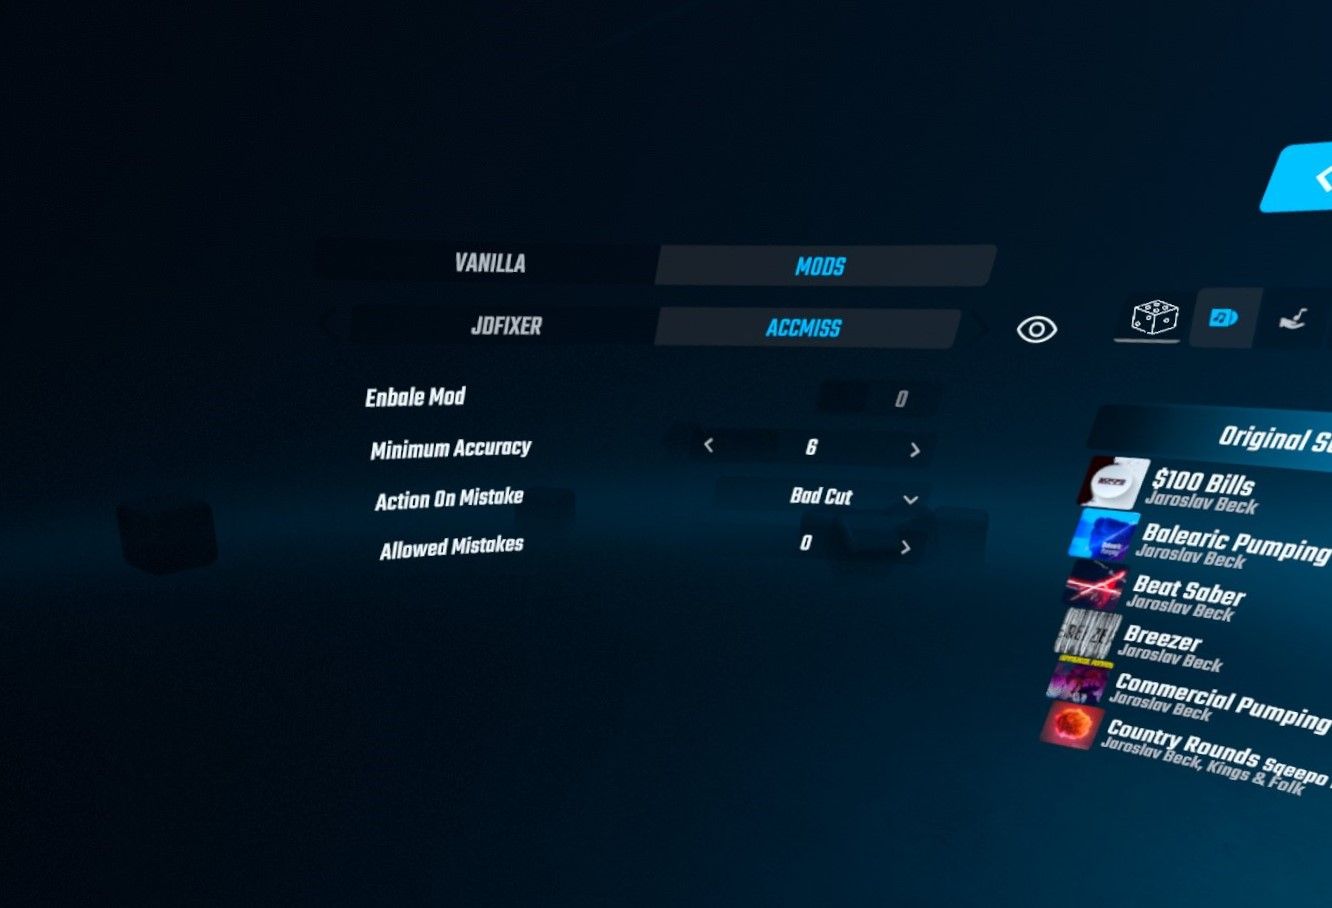 VANILLA
MODS
JDFIXER
ACCMISS
Enbale Mod
0
Minimum Accuracy
6
Action On Mistake
Bad Cut
Allowed Mistakes
0
Original S
$100 Bills
Jaroslav Beck
Balearic Pumping
Jaroslav Beck
Beat Saber
Jaroslav Beck
Breezer
Jaroslav Beck
Commercial Pumping
Jaroslav Beck
Country Rounds Sqeepo
Jaroslav Beck, Kings & Folk